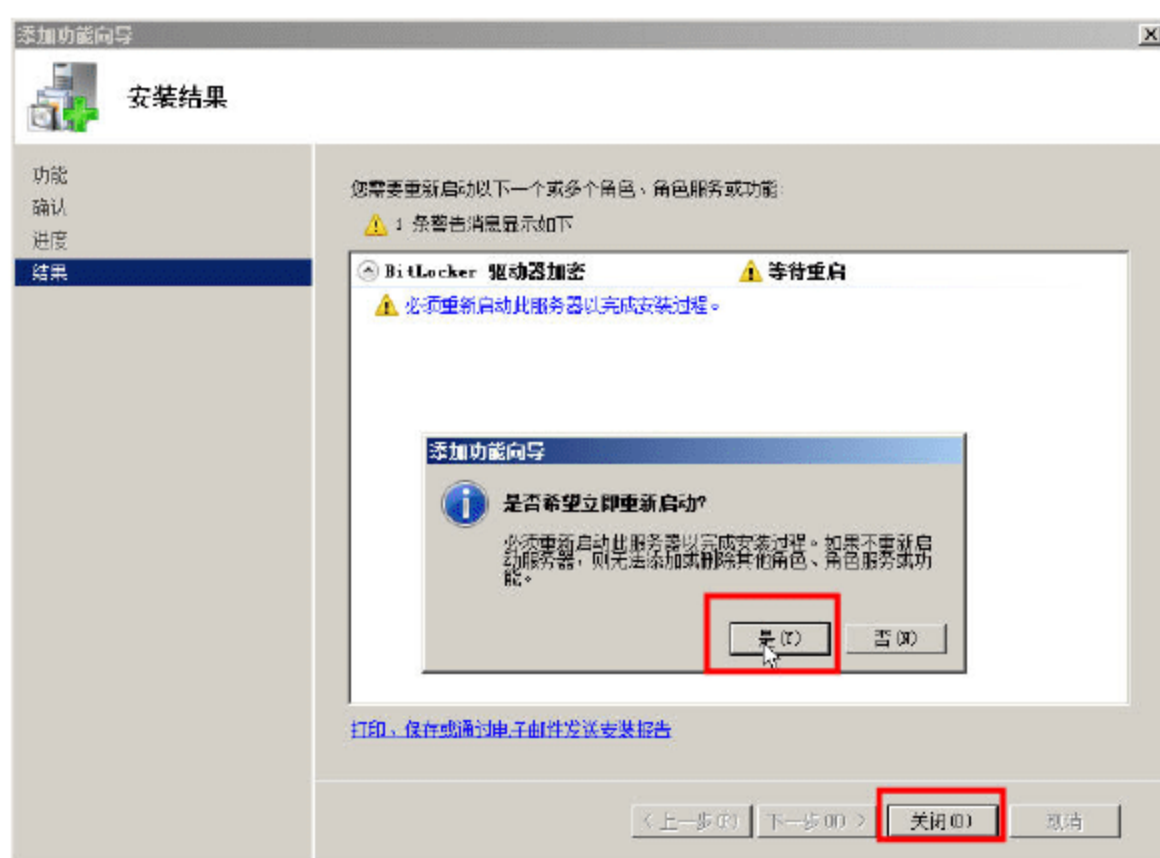 添加功能向导
安装结果
功能
确认
进度
结果
您需要重新启动以下一个或多个角色、角色服务或功能:
1 条警告消息显示如下
BitLocker 驱动器加密 等待重启
必须重新启动此服务器以完成安装过程。
添加功能向导
是否希望立即重新启动?
必须重新启动此服务器以完成安装过程。如果不重新启
动服务器，则无法添加或删除其他角色、角色服务或功
能。
是(Y) 否(N)
打印、保存或通过电子邮件发送安装报告
< 上一步(P) 下一步(N) > 关闭(O) 取消